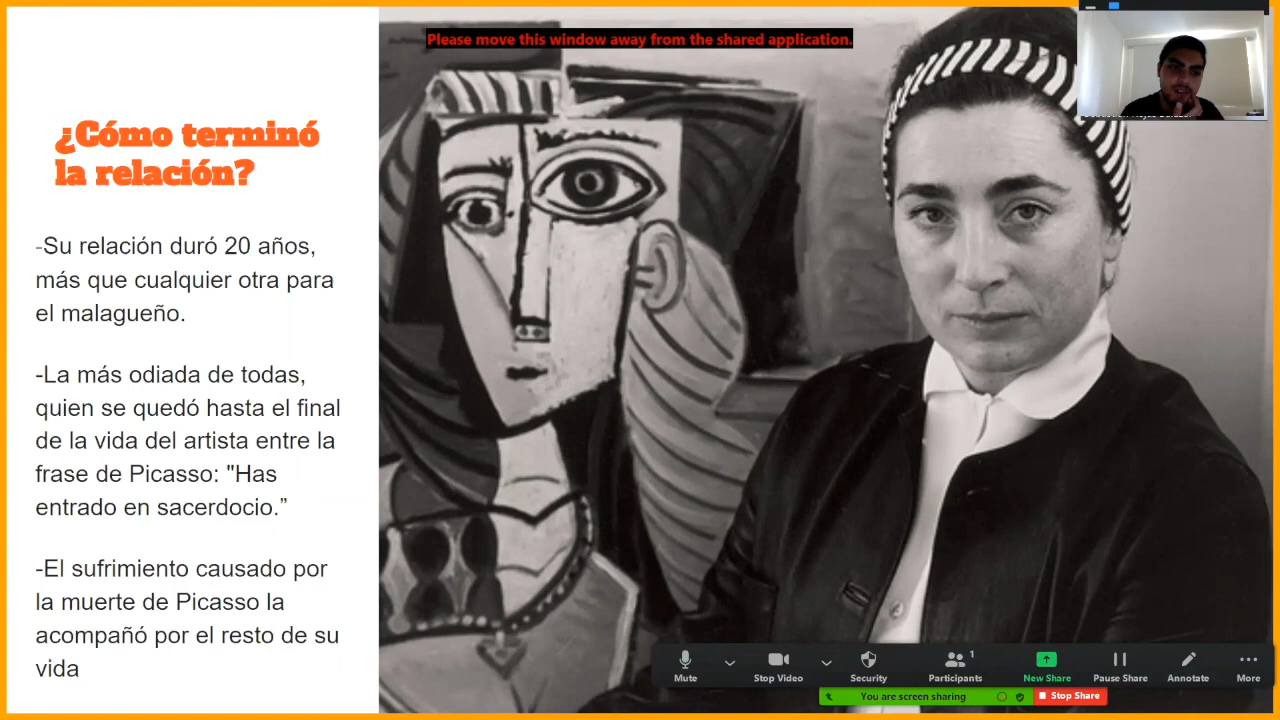 Please move this window away from the shared application.
¿Cómo terminó
la relación?
-Su relación duró 20 años,
más que cualquier otra para
el malagueño.
-La más odiada de todas,
quien se quedó hasta el final
de la vida del artista entre la
frase de Picasso: "Has
entrado en sacerdocio.”
-El sufrimiento causado por
la muerte de Picasso la
acompañó por el resto de su
vida
Mute
Stop Video
Security
Participants
1
New Share
Pause Share
Annotate
More
You are screen sharing
Stop Share